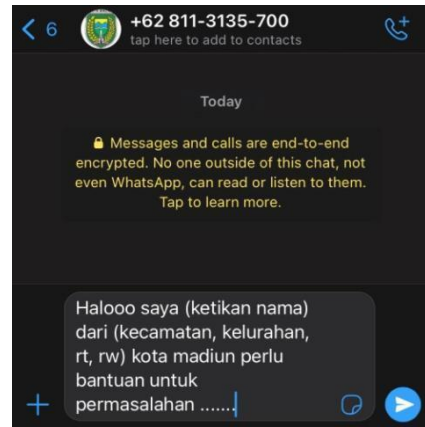 6
+62 811-3135-700
tap here to add to contacts
Today
Messages and calls are end-to-end
encrypted. No one outside of this chat, not
even WhatsApp, can read or listen to them.
Tap to learn more.
Halooo saya (ketikan nama)
dari (kecamatan, kelurahan,
rt, rw) kota madiun perlu
bantuan untuk
permasalahan .......